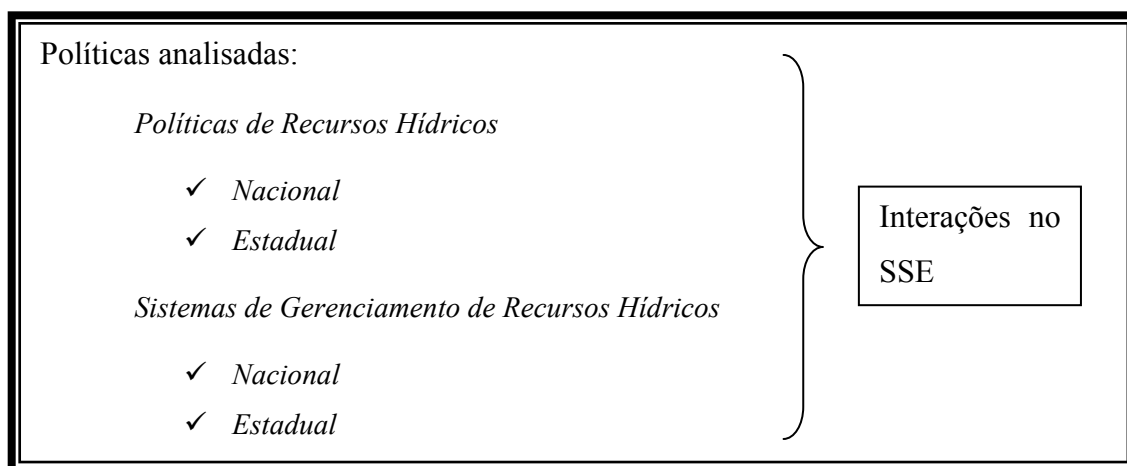 Políticas analisadas:
Políticas de Recursos Hídricos
✓ Nacional
✓ Estadual
Sistemas de Gerenciamento de Recursos Hídricos
✓ Nacional
✓ Estadual
Interações no
SSE